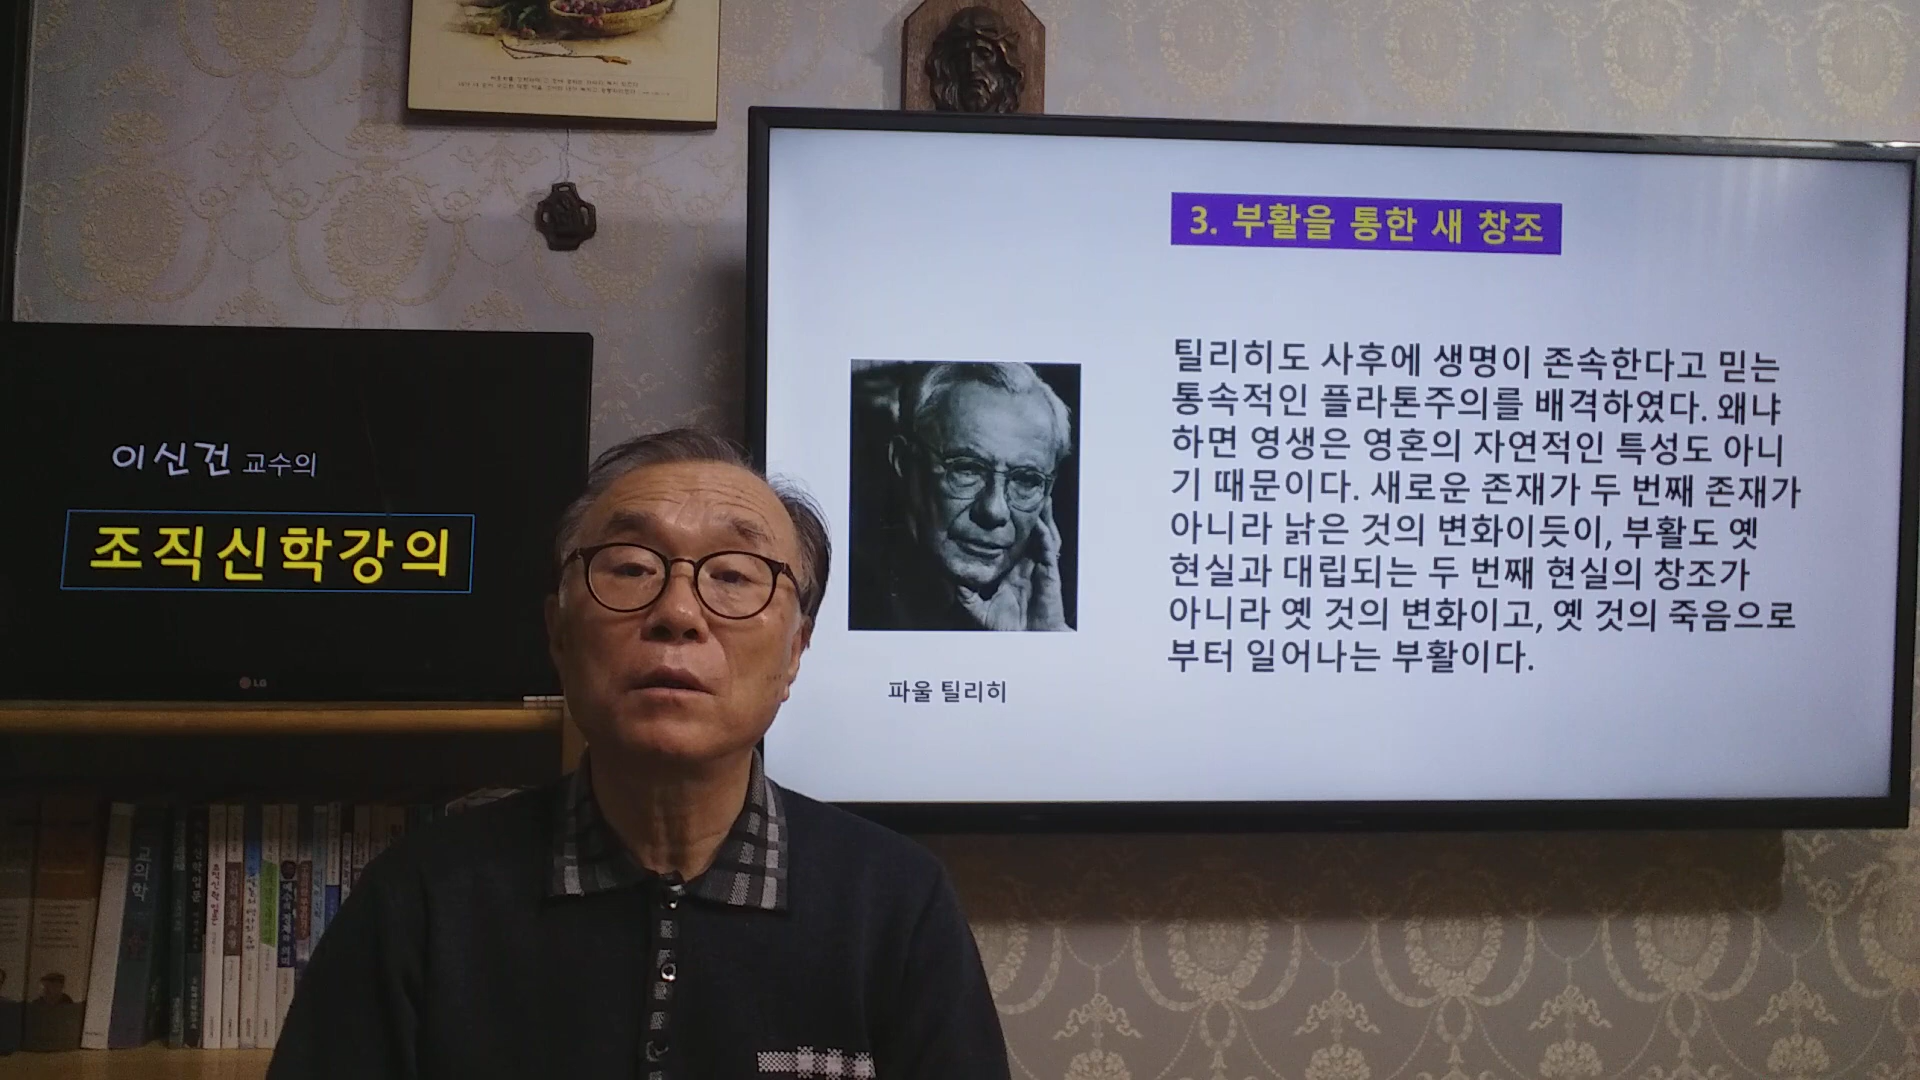 이신건 교수의
조직신학강의
LG
3. 부활을 통한 새 창조
틸리히도 사후에 생명이 존속한다고 믿는
통속적인 플라톤주의를 배격하였다. 왜냐
하면 영생은 영혼의 자연적인 특성도 아니
기 때문이다. 새로운 존재가 두 번째 존재가
아니라 낡은 것의 변화이듯이, 부활도 옛
현실과 대립되는 두 번째 현실의 창조가
아니라 옛 것의 변화이고, 옛 것의 죽음으로
부터 일어나는 부활이다.
파울 틸리히
교의학